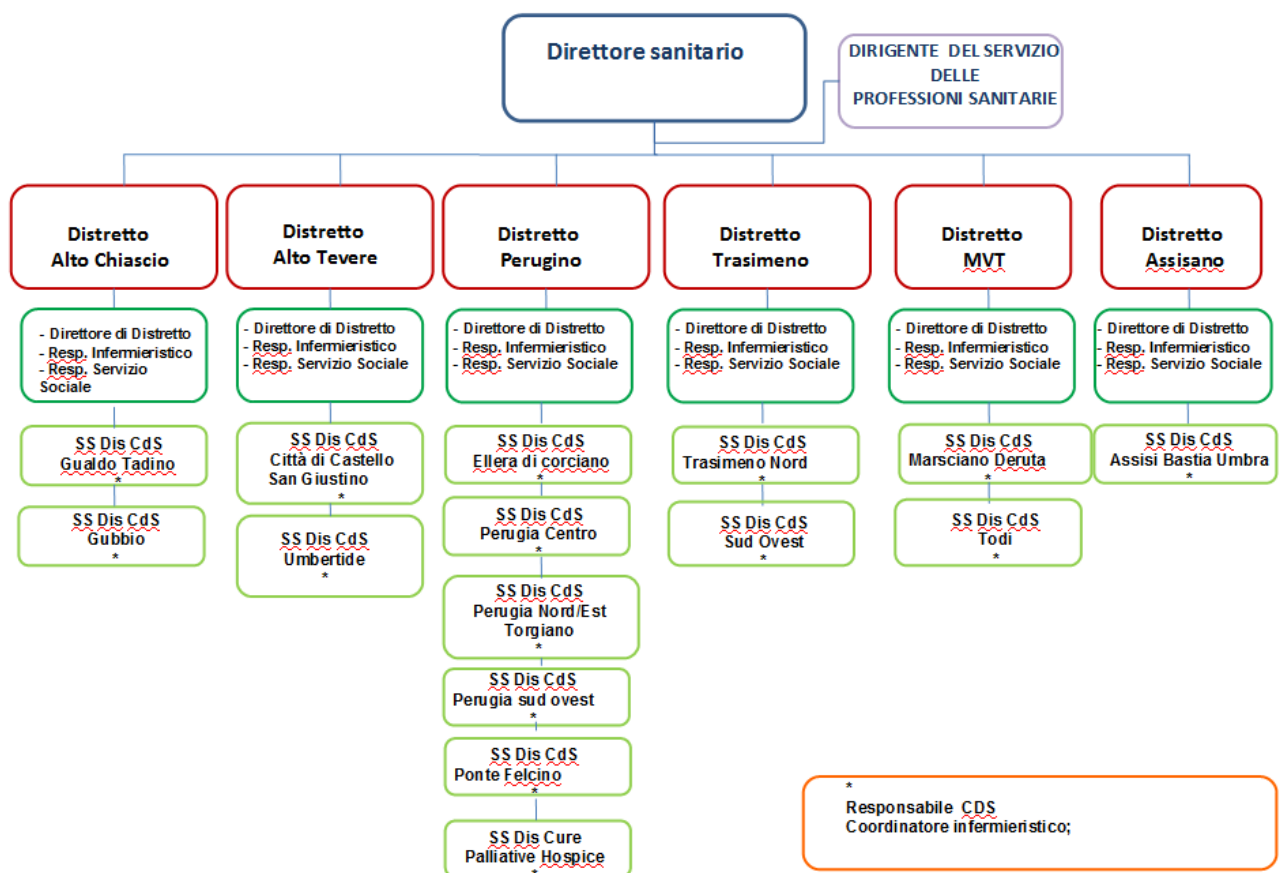 Direttore sanitario
DIRIGENTE DEL SERVIZIO
DELLE
PROFESSIONI SANITARIE
Distretto
Alto Chiascio
Distretto
Alto Tevere
Distretto
Perugino
Distretto
Trasimeno
Distretto
MVT
Distretto
Assisano
- Direttore di Distretto
- Resp. Infermieristico
- Resp. Servizio
Sociale
- Direttore di Distretto
- Resp. Infermieristico
- Resp. Servizio Sociale
- Direttore di Distretto
- Resp. Infermieristico
- Resp. Servizio Sociale
- Direttore di Distretto
- Resp. Infermieristico
- Resp. Servizio Sociale
- Direttore di Distretto
- Resp. Infermieristico
- Resp. Servizio Sociale
- Direttore di Distretto
- Resp. Infermieristico
- Resp. Servizio Sociale
SS Dis CdS
Gualdo Tadino
*
SS Dis CdS
Gubbio
*
SS Dis CdS
Città di Castello
San Giustino
*
SS Dis CdS
Umbertide
*
SS Dis CdS
Ellera di corciano
*
SS Dis CdS
Perugia Centro
*
SS Dis CdS
Perugia Nord/Est
Torgiano
*
SS Dis CdS
Perugia sud ovest
*
SS Dis CdS
Ponte Felcino
*
SS Dis Cure
Palliative Hospice
*
SS Dis CdS
Trasimeno Nord
*
SS Dis CdS
Sud Ovest
*
SS Dis CdS
Marsciano Deruta
*
SS Dis CdS
Todi
*
SS Dis CdS
Assisi Bastia Umbra
*
*
Responsabile CDS
Coordinatore infermieristico;